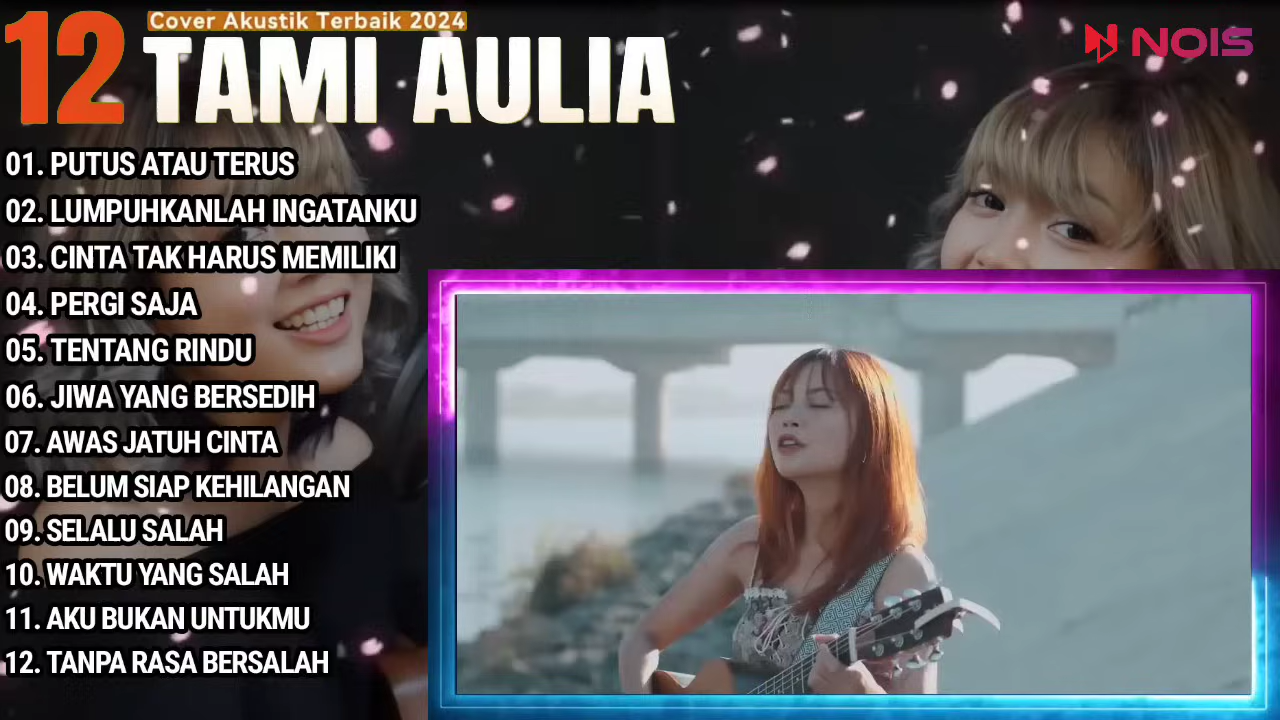 Cover Akustik Terbaik 2024
12 TAMI AULIA
NOIS
01. PUTUS ATAU TERUS
02. LUMPUHKANLAH INGATANKU
03. CINTA TAK HARUS MEMILIKI
04. PERGI SAJA
05. TENTANG RINDU
06. JIWA YANG BERSEDIH
07. AWAS JATUH CINTA
08. BELUM SIAP KEHILANGAN
09. SELALU SALAH
10. WAKTU YANG SALAH
11. AKU BUKAN UNTUKMU
12. TANPA RASA BERSALAH